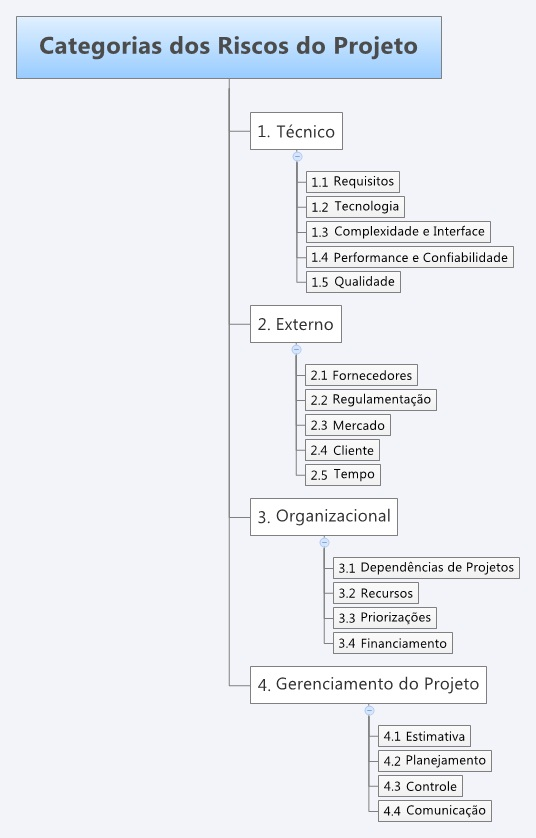 Categorias dos Riscos do Projeto
1. Técnico
1.1 Requisitos
1.2 Tecnologia
1.3 Complexidade e Interface
1.4 Performance e Confiabilidade
1.5 Qualidade
2. Externo
2.1 Fornecedores
2.2 Regulamentação
2.3 Mercado
2.4 Cliente
2.5 Tempo
3. Organizacional
3.1 Dependências de Projetos
3.2 Recursos
3.3 Priorizações
3.4 Financiamento
4. Gerenciamento do Projeto
4.1 Estimativa
4.2 Planejamento
4.3 Controle
4.4 Comunicação